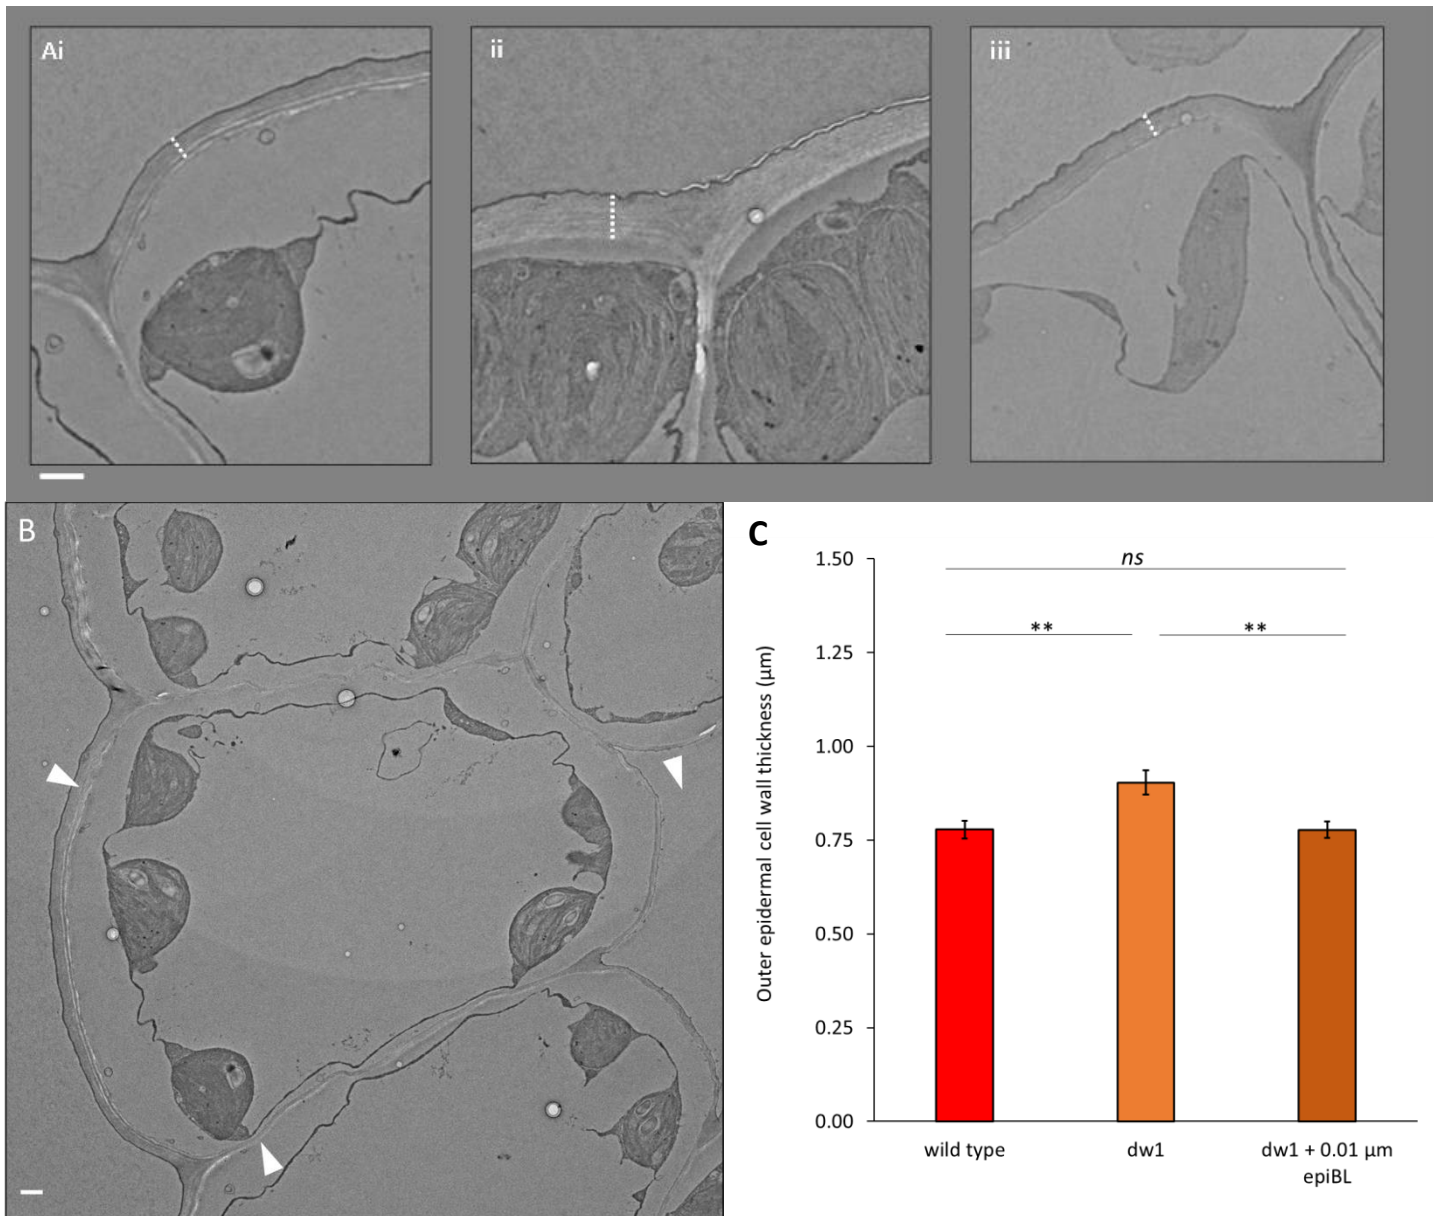 Ai
ii
iii
B
C
1.50
1.25
1.00
0.75
0.50
0.25
0.00
Outer epidermal cell wall thickness (µm)
ns
**
**
wild type
dw1
dw1 + 0.01 µm
epiBL